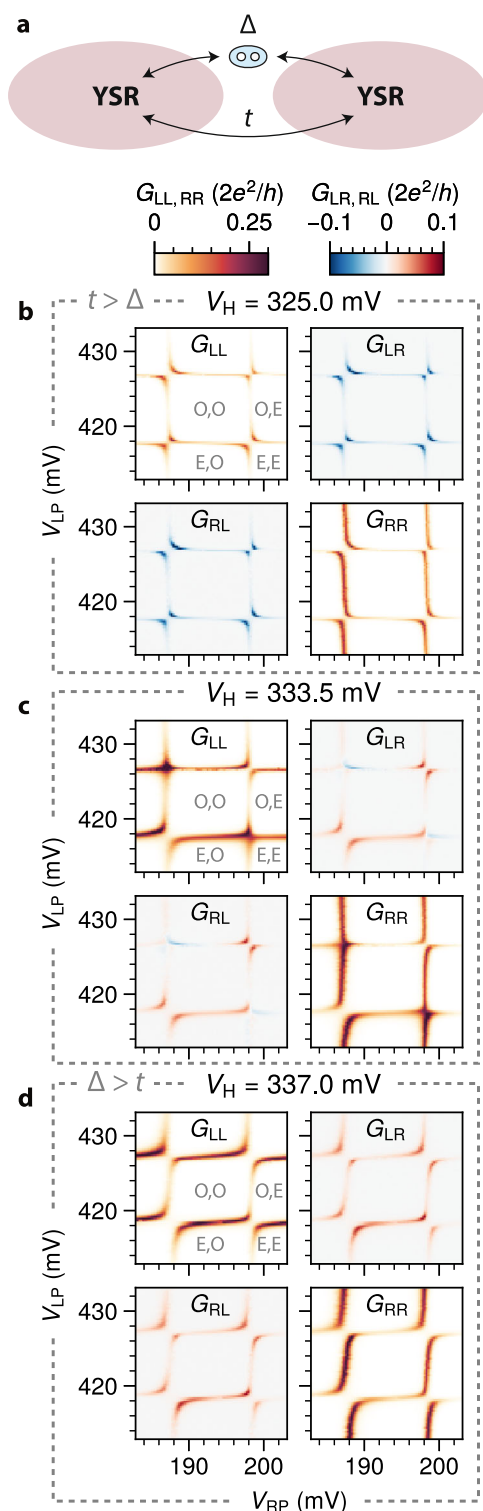 a
Δ
YSR YSR
t
G_LL,RR (2e²/h) G_LR,RL (2e²/h)
0 0.25 −0.1 0 0.1
b t > Δ V_H = 325.0 mV
G_LL G_LR
430
420
O,O O,E
E,O E,E
G_RL G_RR
430
420
V_LP (mV)
c V_H = 333.5 mV
G_LL G_LR
430
420
O,O O,E
E,O E,E
G_RL G_RR
430
420
V_LP (mV)
d Δ > t V_H = 337.0 mV
G_LL G_LR
430
420
O,O O,E
E,O E,E
G_RL G_RR
430
420
V_LP (mV)
190 200 190 200
V_RP (mV)